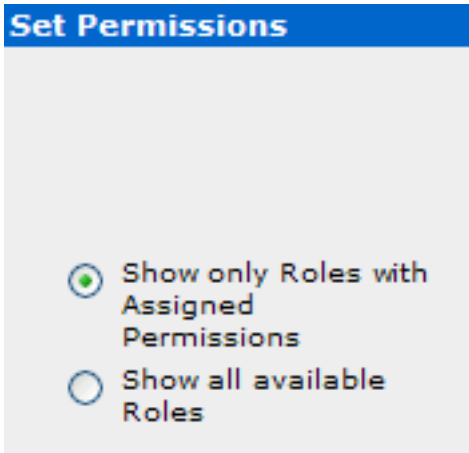 Set Permissions
Show only Roles with
Assigned
Permissions
Show all available
Roles